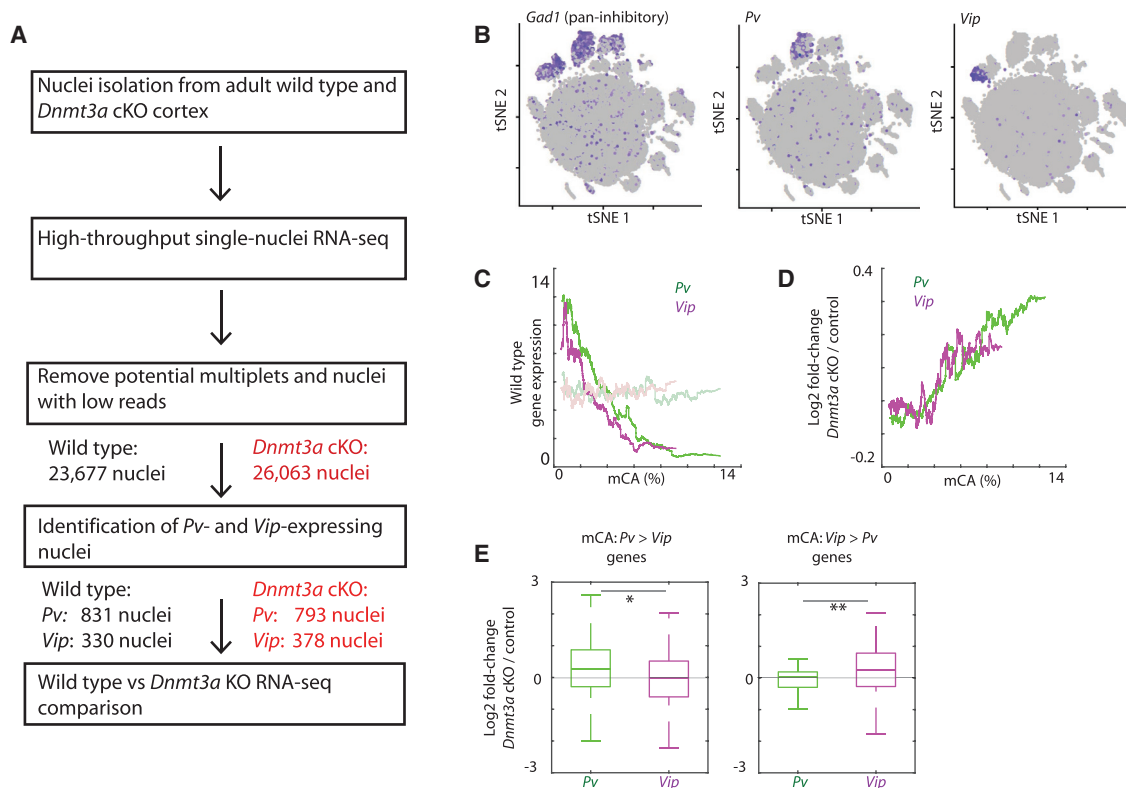 A
Nuclei isolation from adult wild type and
Dnmt3a cKO cortex
High-throughput single-nuclei RNA-seq
Remove potential multiplets and nuclei
with low reads
Wild type:
23,677 nuclei
Dnmt3a cKO:
26,063 nuclei
Identification of Pv- and Vip-expressing
nuclei
Wild type:
Pv: 831 nuclei
Vip: 330 nuclei
Dnmt3a cKO:
Pv: 793 nuclei
Vip: 378 nuclei
Wild type vs Dnmt3a KO RNA-seq
comparison
B
Gad1 (pan-inhibitory)
tSNE 2
tSNE 1
Pv
tSNE 2
tSNE 1
Vip
tSNE 2
tSNE 1
C
14
Pv
Vip
Wild type
gene expression
0
0
mCA (%)
14
D
0.4
Pv
Vip
Log2 fold-change
Dnmt3a cKO / control
-0.2
0
mCA (%)
14
E
mCA: Pv > Vip
genes
3
*
Log2 fold-change
Dnmt3a cKO / control
0
-3
Pv
Vip
mCA: Vip > Pv
genes
3
**
0
-3
Pv
Vip